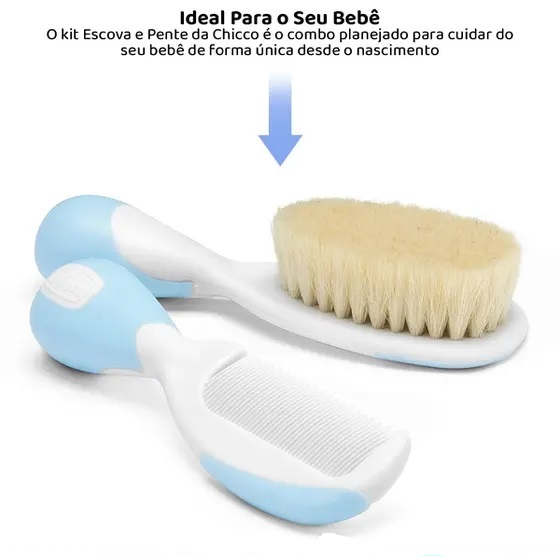 Ideal Para o Seu Bebê
O kit Escova e Pente da Chicco é o combo planejado para cuidar do
seu bebê de forma única desde o nascimento